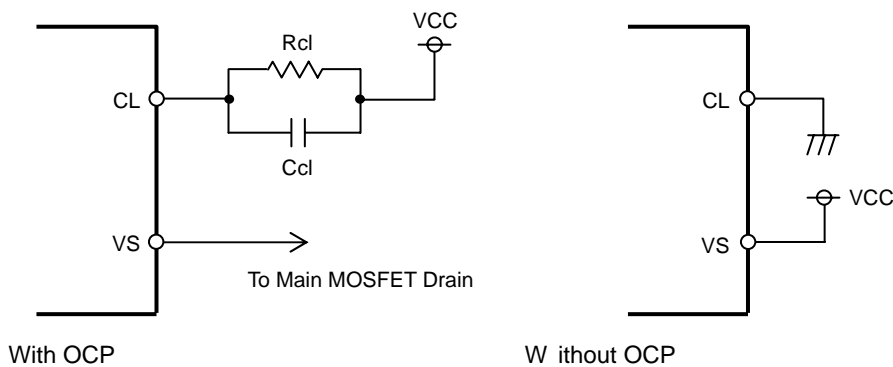 VCC
Rcl
CL
Ccl
VS
To Main MOSFET Drain
With OCP
CL
VCC
VS
W ithout OCP